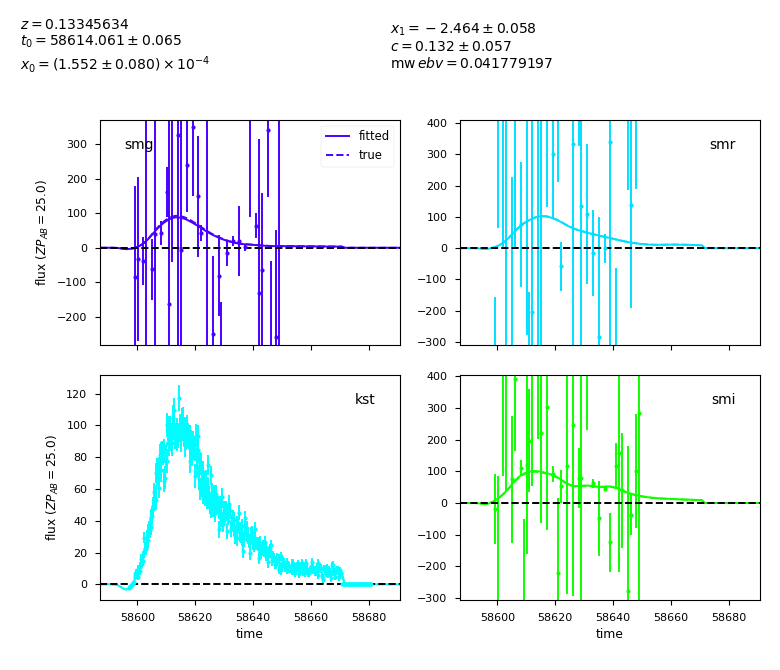 z = 0.13345634
t₀ = 58614.061 ± 0.065
x₀ = (1.552 ± 0.080) × 10⁻⁴
x₁ = −2.464 ± 0.058
c = 0.132 ± 0.057
mw ebv = 0.041779197
smg
fitted
true
300
200
100
0
−100
−200
flux (ZP_AB = 25.0)
smr
400
300
200
100
0
−100
−200
−300
kst
120
100
80
60
40
20
0
flux (ZP_AB = 25.0)
58600 58620 58640 58660 58680
time
smi
400
300
200
100
0
−100
−200
−300
58600 58620 58640 58660 58680
time